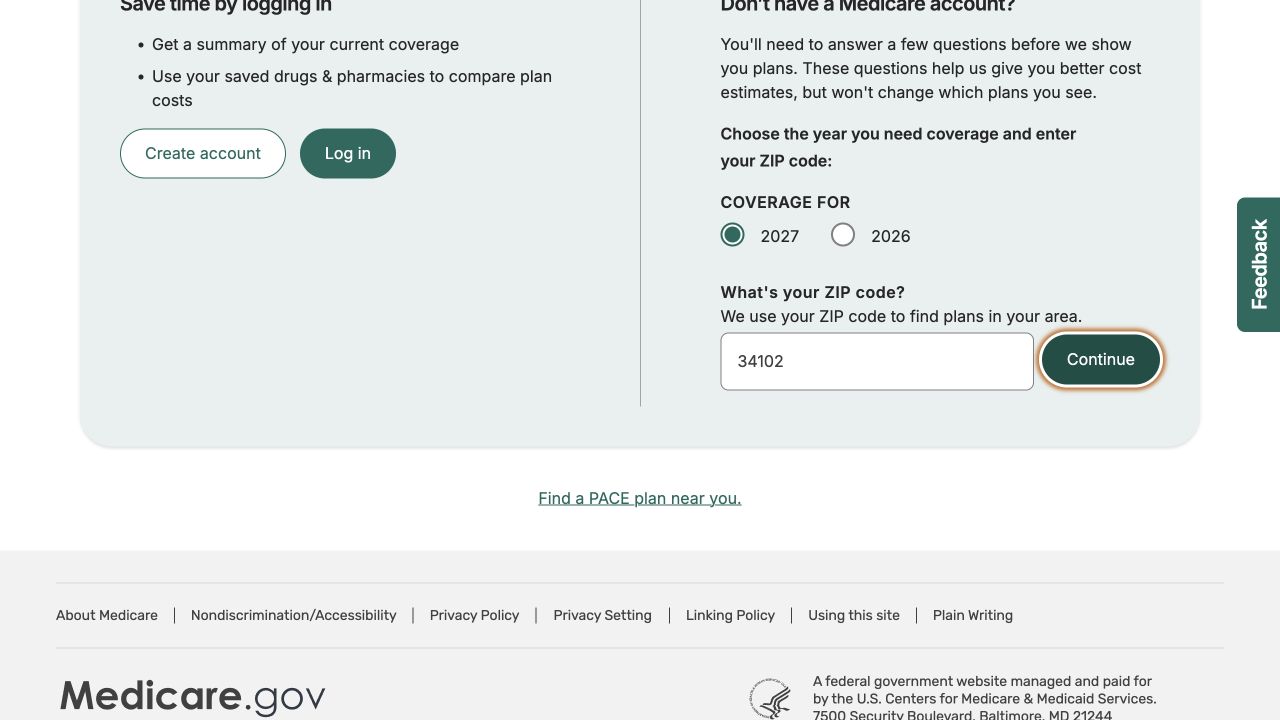 Save time by logging in
• Get a summary of your current coverage
• Use your saved drugs & pharmacies to compare plan
costs
Create account
Log in
Don't have a Medicare account?
You'll need to answer a few questions before we show
you plans. These questions help us give you better cost
estimates, but won't change which plans you see.
Choose the year you need coverage and enter
your ZIP code:
COVERAGE FOR
2027
2026
What's your ZIP code?
We use your ZIP code to find plans in your area.
34102
Continue
Feedback
Find a PACE plan near you.
About Medicare | Nondiscrimination/Accessibility | Privacy Policy | Privacy Setting | Linking Policy | Using this site | Plain Writing
Medicare.gov
A federal government website managed and paid for
by the U.S. Centers for Medicare & Medicaid Services.
7500 Security Boulevard, Baltimore, MD 21244